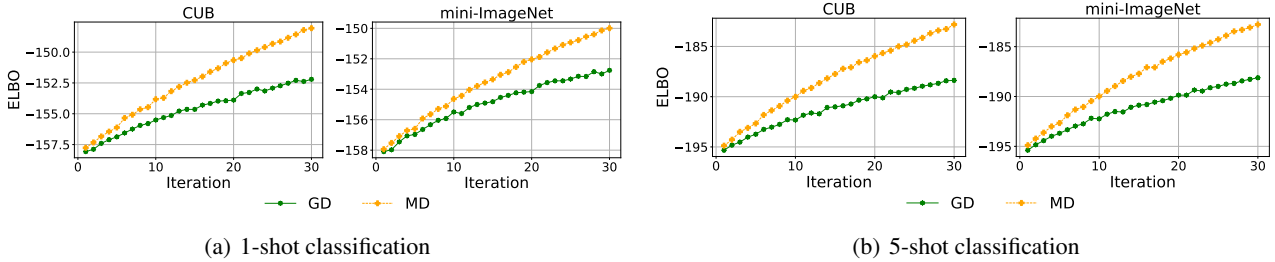 CUB
ELBO
−150.0
−152.5
−155.0
−157.5
0
10
20
30
Iteration
mini-ImageNet
−150
−152
−154
−156
−158
0
10
20
30
Iteration
GD MD
(a) 1-shot classification
CUB
ELBO
−185
−190
−195
0
10
20
30
Iteration
mini-ImageNet
−185
−190
−195
0
10
20
30
Iteration
GD MD
(b) 5-shot classification